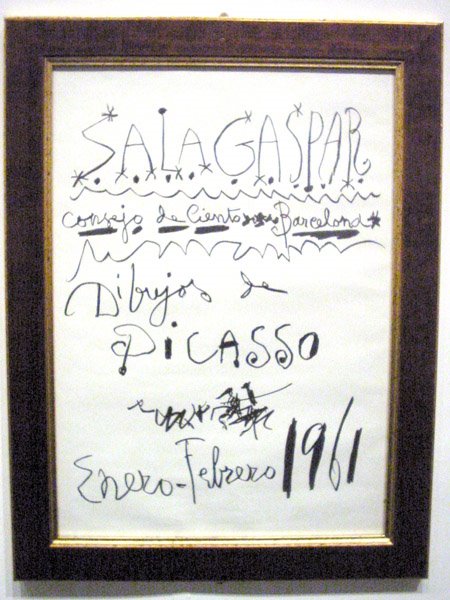 SALA GASPAR
Consejo de Ciento Barcelona
Dibujos de
PICASSO
Enero-Febrero 1961